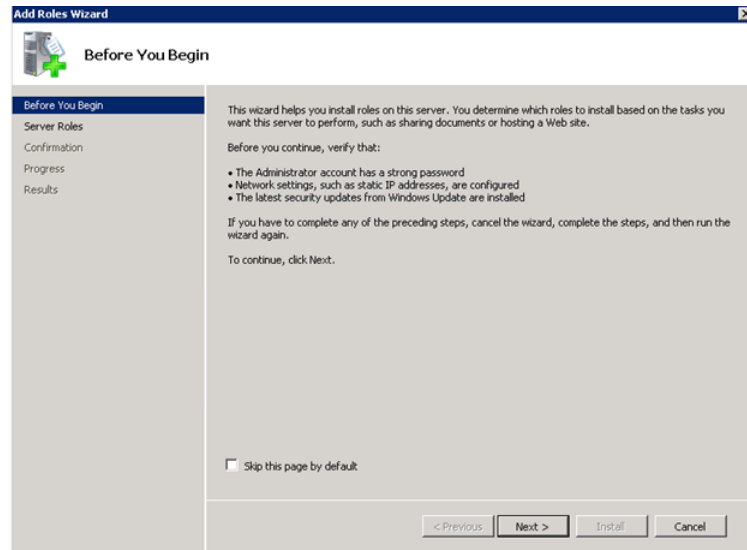 Add Roles Wizard
Before You Begin
Before You Begin
Server Roles
Confirmation
Progress
Results
This wizard helps you install roles on this server. You determine which roles to install based on the tasks you
want this server to perform, such as sharing documents or hosting a Web site.
Before you continue, verify that:
• The Administrator account has a strong password
• Network settings, such as static IP addresses, are configured
• The latest security updates from Windows Update are installed
If you have to complete any of the preceding steps, cancel the wizard, complete the steps, and then run the
wizard again.
To continue, click Next.
Skip this page by default
< Previous
Next >
Install
Cancel